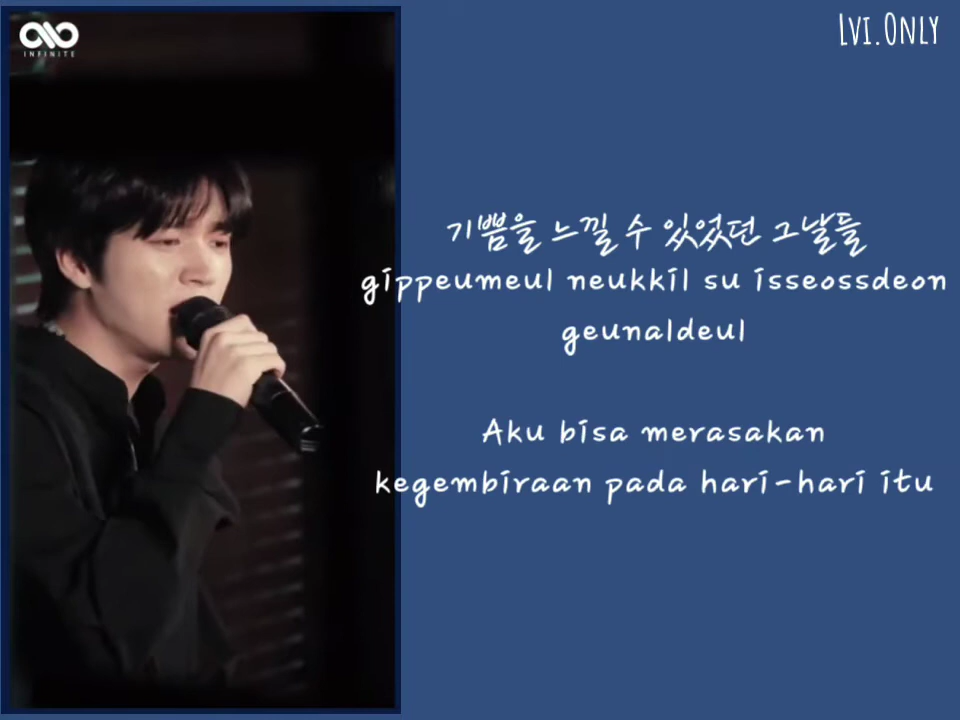 INFINITE
Lvi.Only
기쁨을 느낄 수 있었던 그날들
gippeumeul neukkil su isseossdeon
geunaldeul
Aku bisa merasakan
kegembiraan pada hari-hari itu